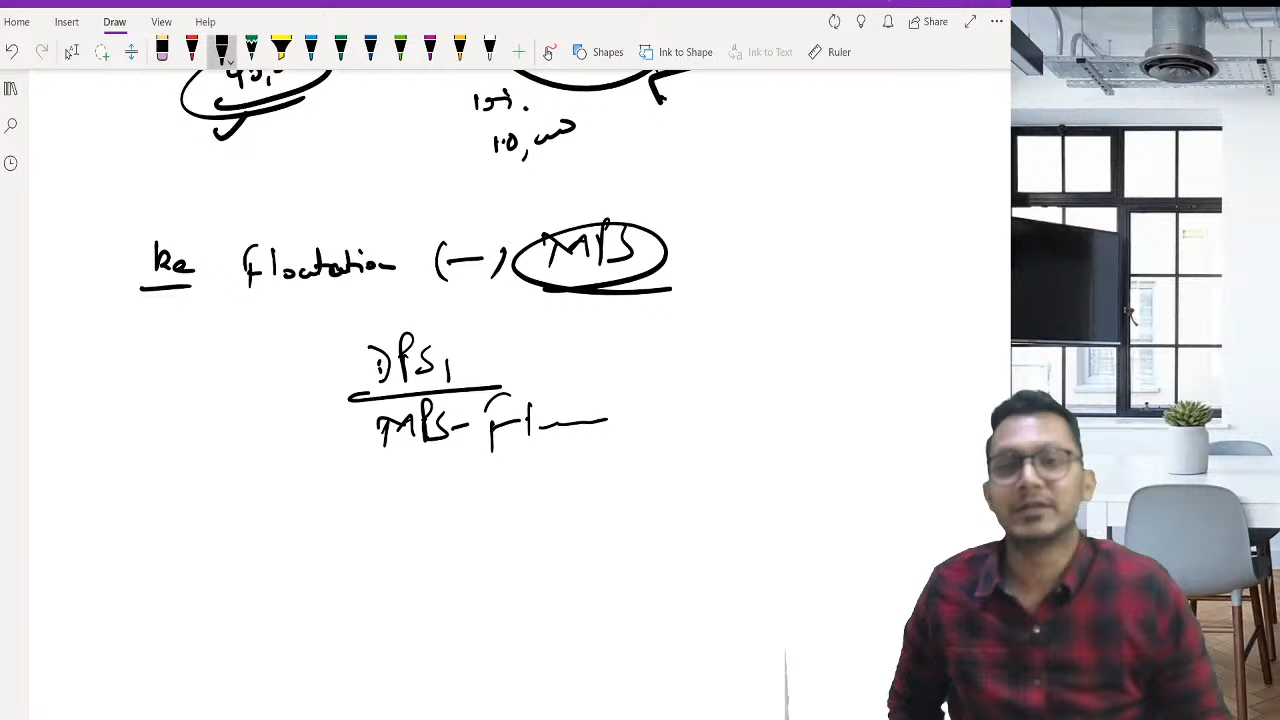 Home Insert Draw View Help Share
Shapes Ink to Shape Ink to Text Ruler
10,000
Ke Floatation (-) MPS
DPS1
MPS - Fl